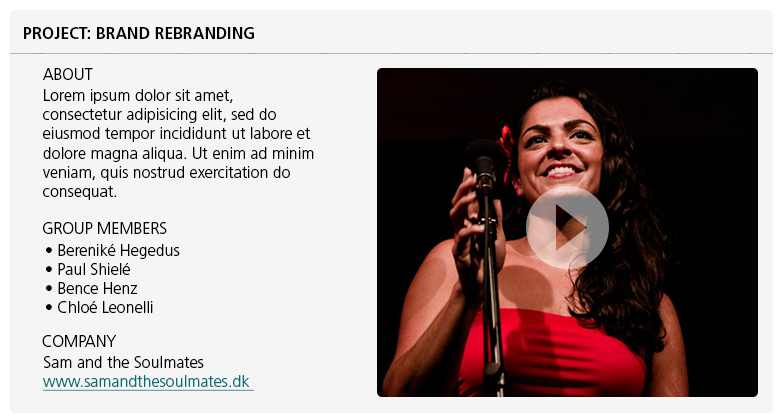 PROJECT: BRAND REBRANDING
ABOUT
Lorem ipsum dolor sit amet,
consectetur adipisicing elit, sed do
eiusmod tempor incididunt ut labore et
dolore magna aliqua. Ut enim ad minim
veniam, quis nostrud exercitation do
consequat.
GROUP MEMBERS
• Bereniké Hegedus
• Paul Shielé
• Bence Henz
• Chloé Leonelli
COMPANY
Sam and the Soulmates
www.samandthesoulmates.dk